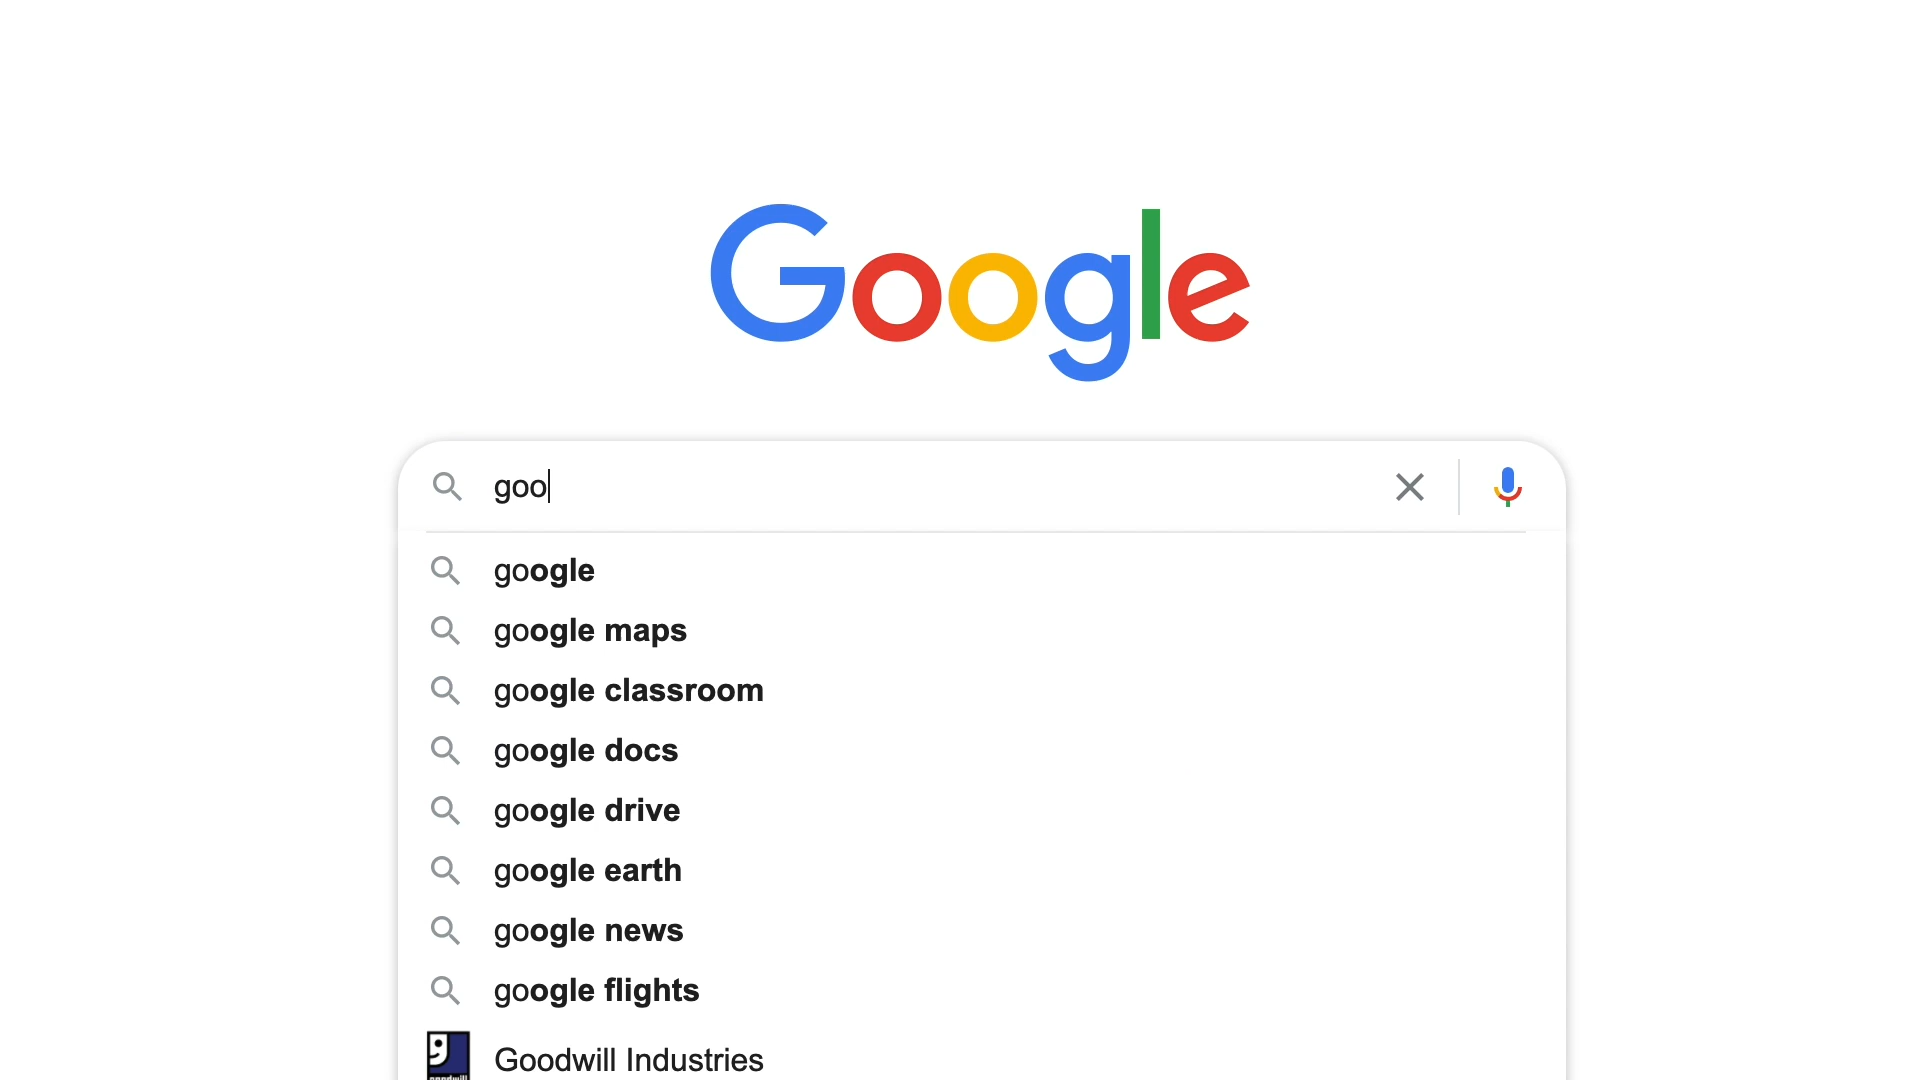 Google
goo
google
google maps
google classroom
google docs
google drive
google earth
google news
google flights
Goodwill Industries
goodwill